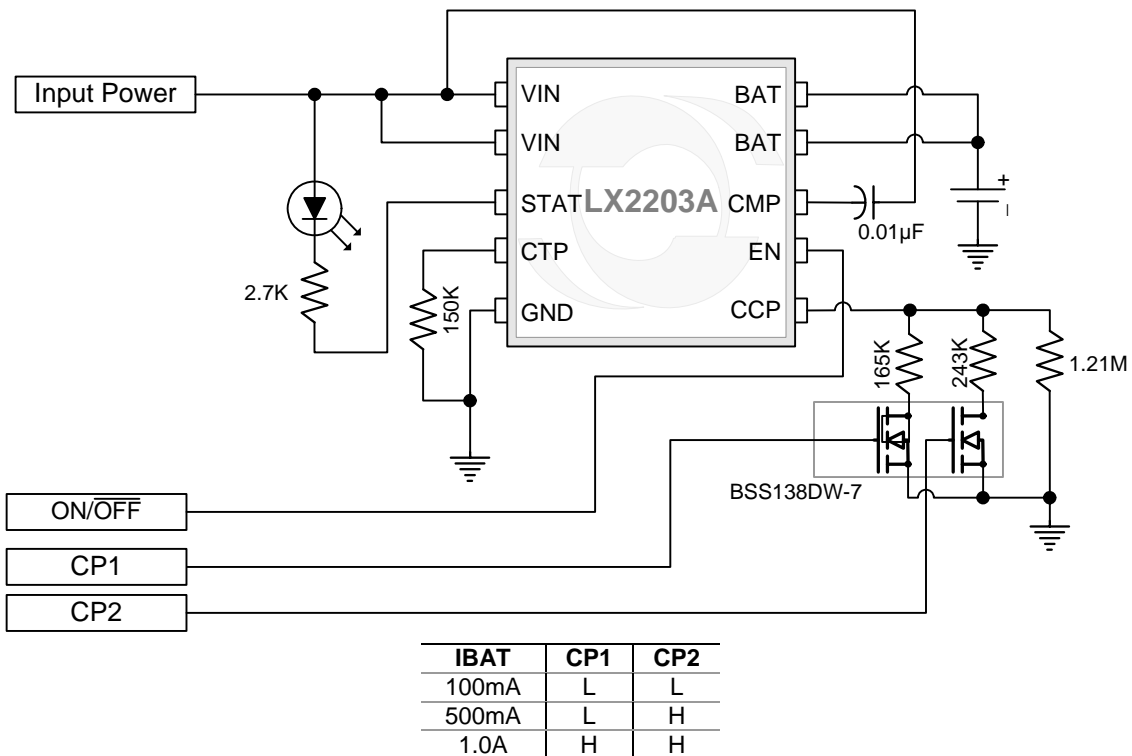 Input Power
VIN
VIN
STAT
CTP
GND
LX2203A
BAT
BAT
CMP
EN
CCP
2.7K
150K
0.01µF
+
–
165K
243K
1.21M
BSS138DW-7
ON/OFF
CP1
CP2
IBAT CP1 CP2
100mA L L
500mA L H
1.0A H H